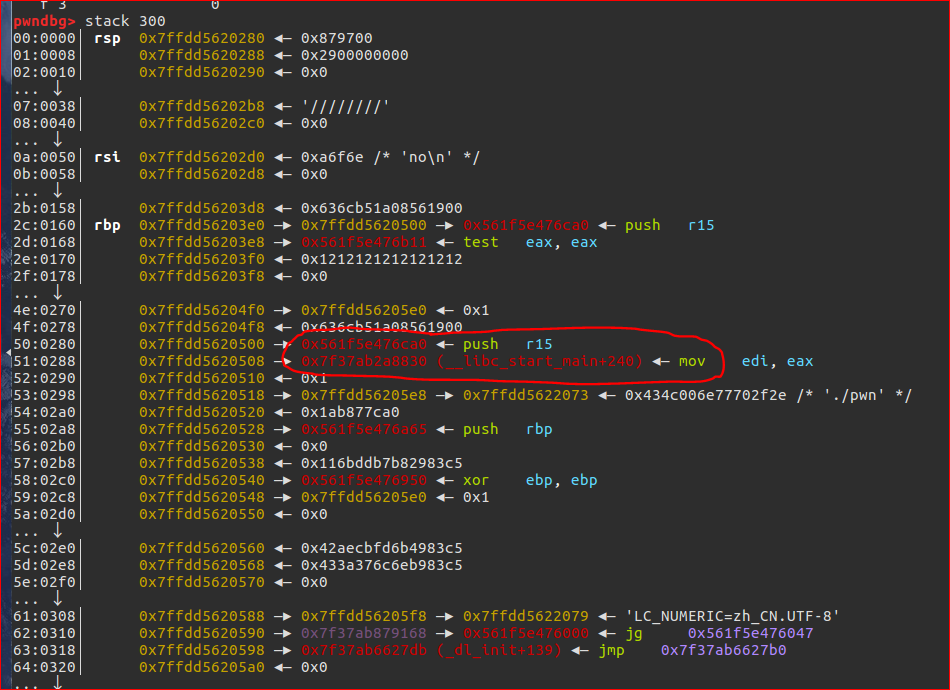 f 3 0
pwndbg> stack 300
00:0000│ rsp 0x7ffdd5620280 ◂— 0x879700
01:0008│ 0x7ffdd5620288 ◂— 0x2900000000
02:0010│ 0x7ffdd5620290 ◂— 0x0
... ↓
07:0038│ 0x7ffdd56202b8 ◂— '////////'
08:0040│ 0x7ffdd56202c0 ◂— 0x0
... ↓
0a:0050│ rsi 0x7ffdd56202d0 ◂— 0xa6f6e /* 'no\n' */
0b:0058│ 0x7ffdd56202d8 ◂— 0x0
... ↓
2b:0158│ 0x7ffdd56203d8 ◂— 0x636cb51a08561900
2c:0160│ rbp 0x7ffdd56203e0 —▸ 0x7ffdd5620500 —▸ 0x561f5e476ca0 ◂— push r15
2d:0168│ 0x7ffdd56203e8 —▸ 0x561f5e476b11 ◂— test eax, eax
2e:0170│ 0x7ffdd56203f0 ◂— 0x1212121212121212
2f:0178│ 0x7ffdd56203f8 ◂— 0x0
... ↓
4e:0270│ 0x7ffdd56204f0 —▸ 0x7ffdd56205e0 ◂— 0x1
4f:0278│ 0x7ffdd56204f8 ◂— 0x636cb51a08561900
50:0280│ 0x7ffdd5620500 —▸ 0x561f5e476ca0 ◂— push r15
51:0288│ 0x7ffdd5620508 —▸ 0x7f37ab2a8830 (__libc_start_main+240) ◂— mov edi, eax
52:0290│ 0x7ffdd5620510 ◂— 0x1
53:0298│ 0x7ffdd5620518 —▸ 0x7ffdd56205e8 —▸ 0x7ffdd5622073 ◂— 0x434c006e77702f2e /* './pwn' */
54:02a0│ 0x7ffdd5620520 ◂— 0x1ab877ca0
55:02a8│ 0x7ffdd5620528 —▸ 0x561f5e476a65 ◂— push rbp
56:02b0│ 0x7ffdd5620530 ◂— 0x0
57:02b8│ 0x7ffdd5620538 ◂— 0x116bddb7b82983c5
58:02c0│ 0x7ffdd5620540 —▸ 0x561f5e476950 ◂— xor ebp, ebp
59:02c8│ 0x7ffdd5620548 —▸ 0x7ffdd56205e0 ◂— 0x1
5a:02d0│ 0x7ffdd5620550 ◂— 0x0
... ↓
5c:02e0│ 0x7ffdd5620560 ◂— 0x42aecbfd6b4983c5
5d:02e8│ 0x7ffdd5620568 ◂— 0x433a376c6eb983c5
5e:02f0│ 0x7ffdd5620570 ◂— 0x0
... ↓
61:0308│ 0x7ffdd5620588 —▸ 0x7ffdd56205f8 —▸ 0x7ffdd5622079 ◂— 'LC_NUMERIC=zh_CN.UTF-8'
62:0310│ 0x7ffdd5620590 —▸ 0x7f37ab879168 —▸ 0x561f5e476000 ◂— jg 0x561f5e476047
63:0318│ 0x7ffdd5620598 —▸ 0x7f37ab6627db (_dl_init+139) ◂— jmp 0x7f37ab6627b0
64:0320│ 0x7ffdd56205a0 ◂— 0x0
... ↓